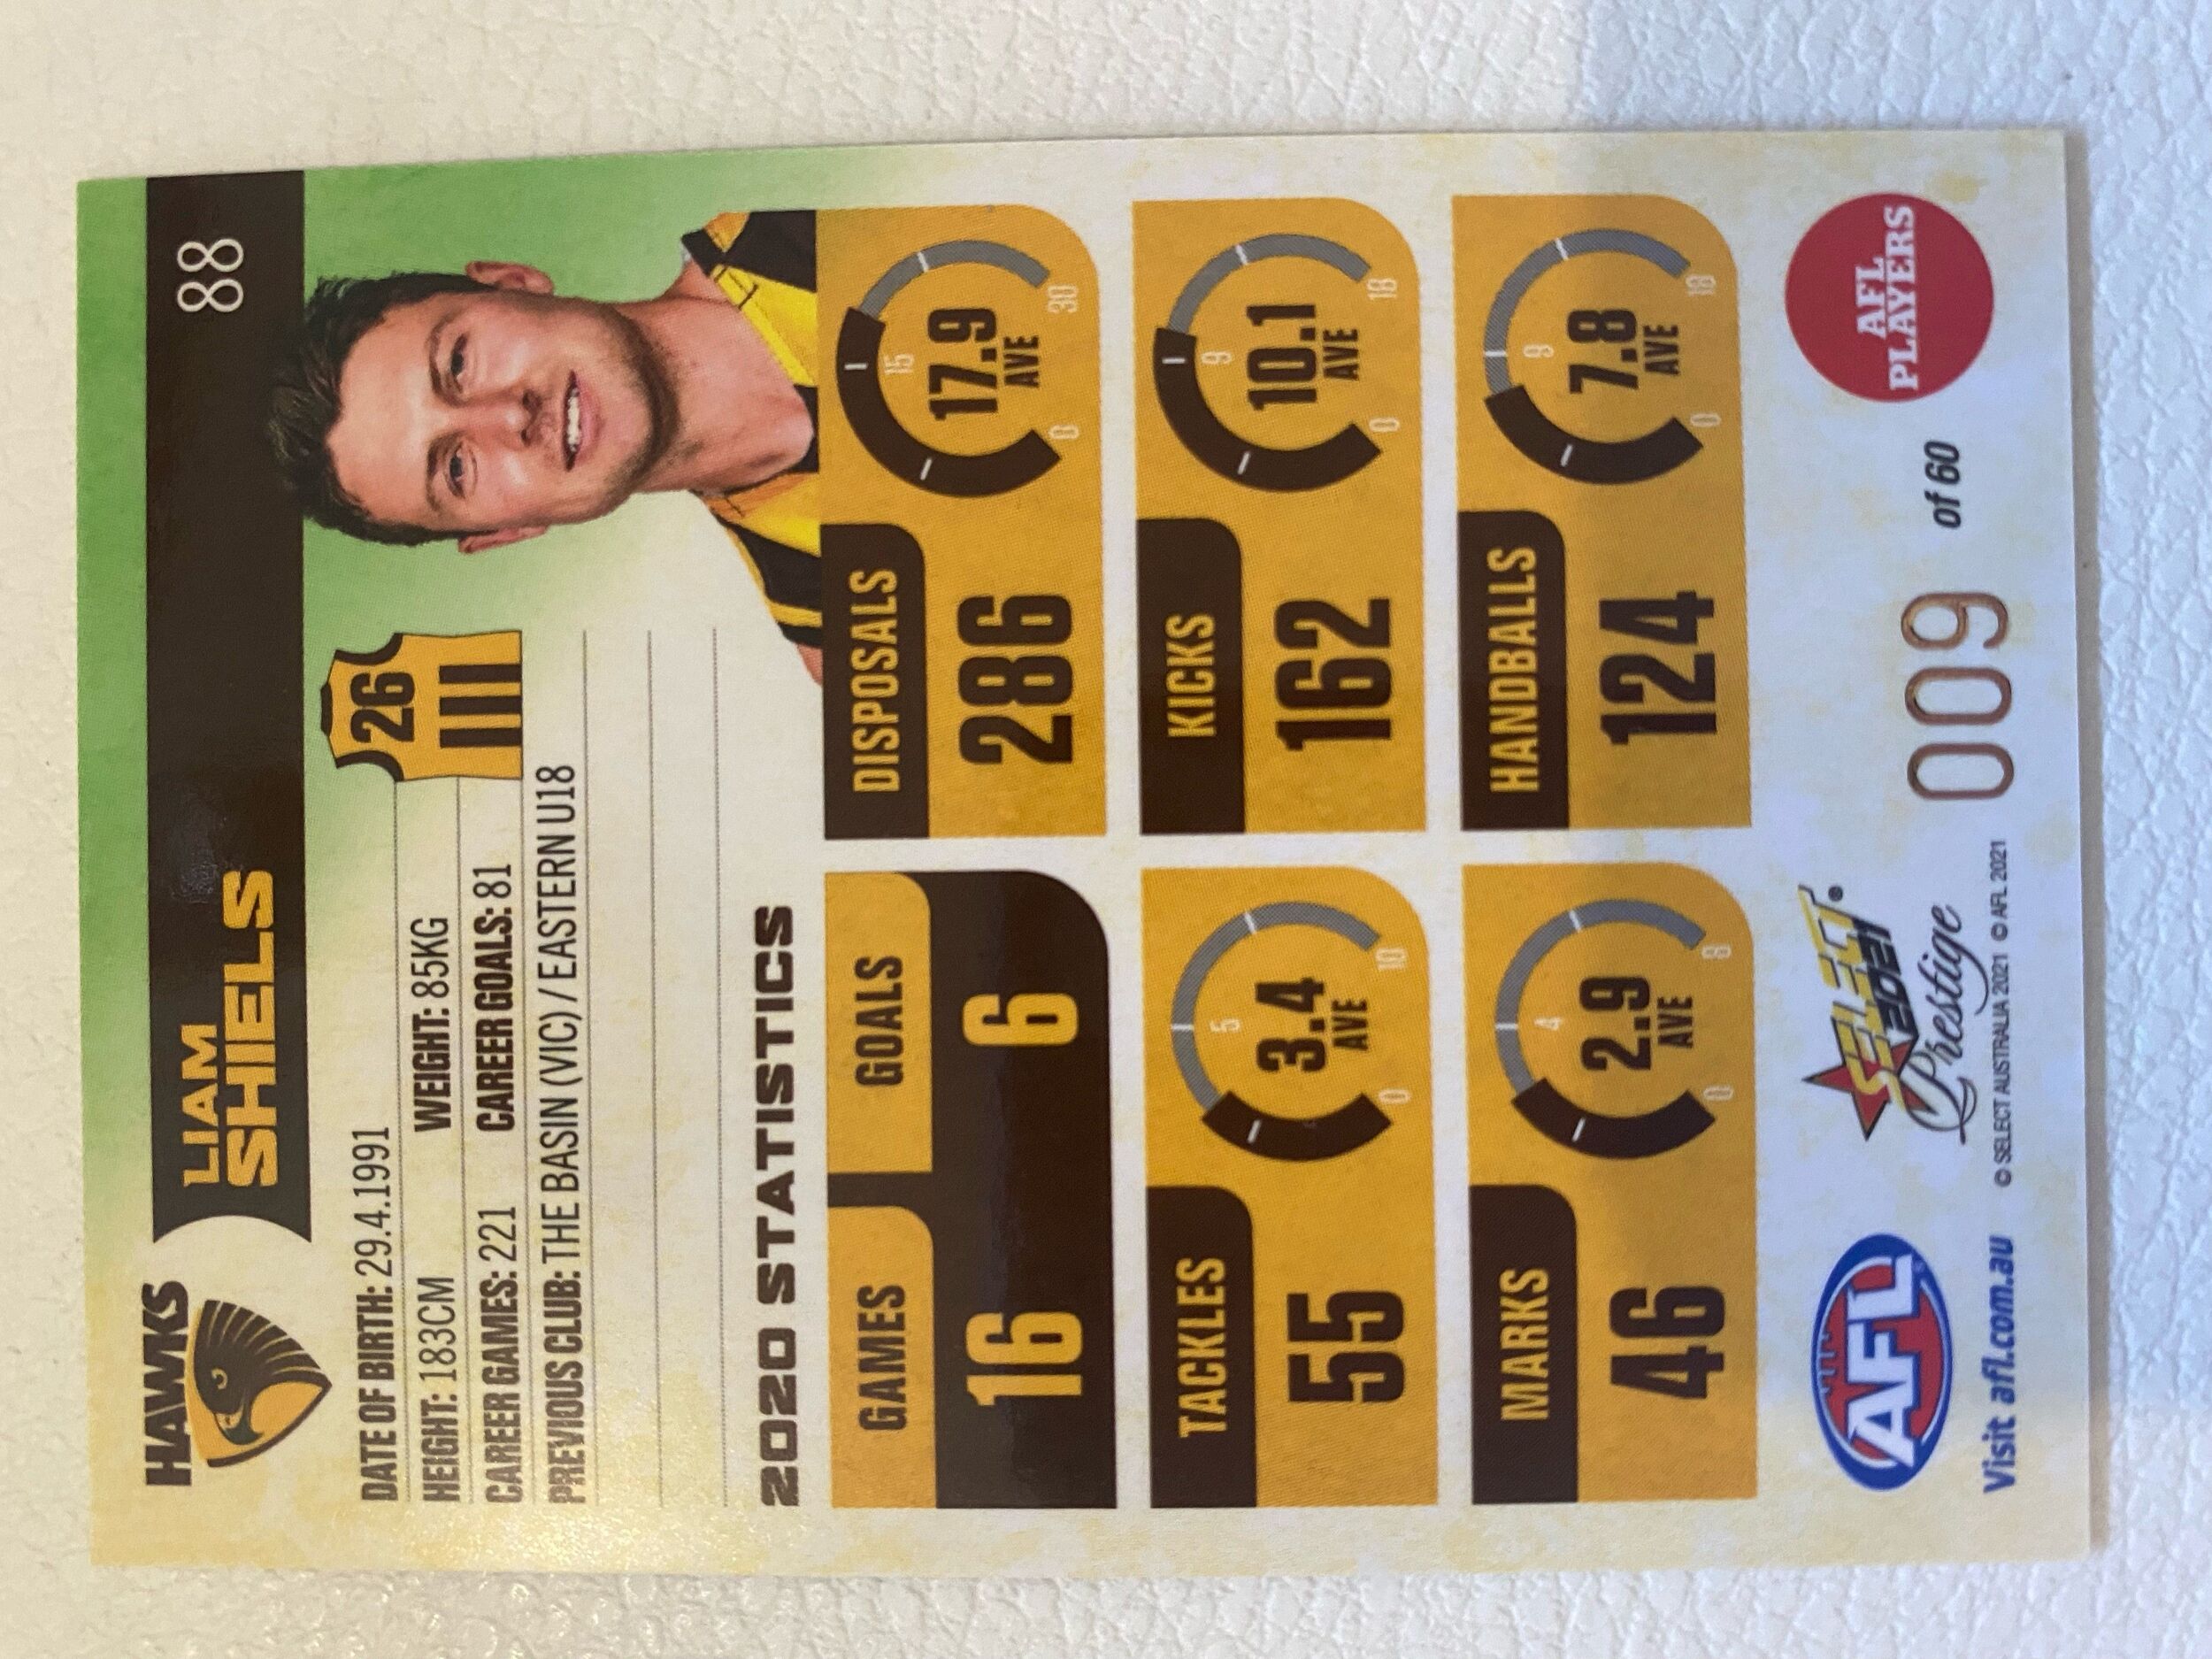 HAWKS
LIAM
SHIELS
88
DATE OF BIRTH: 29.4.1991
HEIGHT: 183CM WEIGHT: 85KG
CAREER GAMES: 221 CAREER GOALS: 81
PREVIOUS CLUB: THE BASIN (VIC) / EASTERN U18
26
2020 STATISTICS
GAMES
16
GOALS
6
DISPOSALS
286
17.9
AVE
0
15
30
TACKLES
55
3.4
AVE
0
5
10
KICKS
162
10.1
AVE
0
9
18
MARKS
46
2.9
AVE
0
4
8
HANDBALLS
124
7.8
AVE
0
9
18
AFL
Visit afl.com.au
SELECT
2021
Prestige
© SELECT AUSTRALIA 2021 © AFL 2021
009 of 60
AFL
PLAYERS